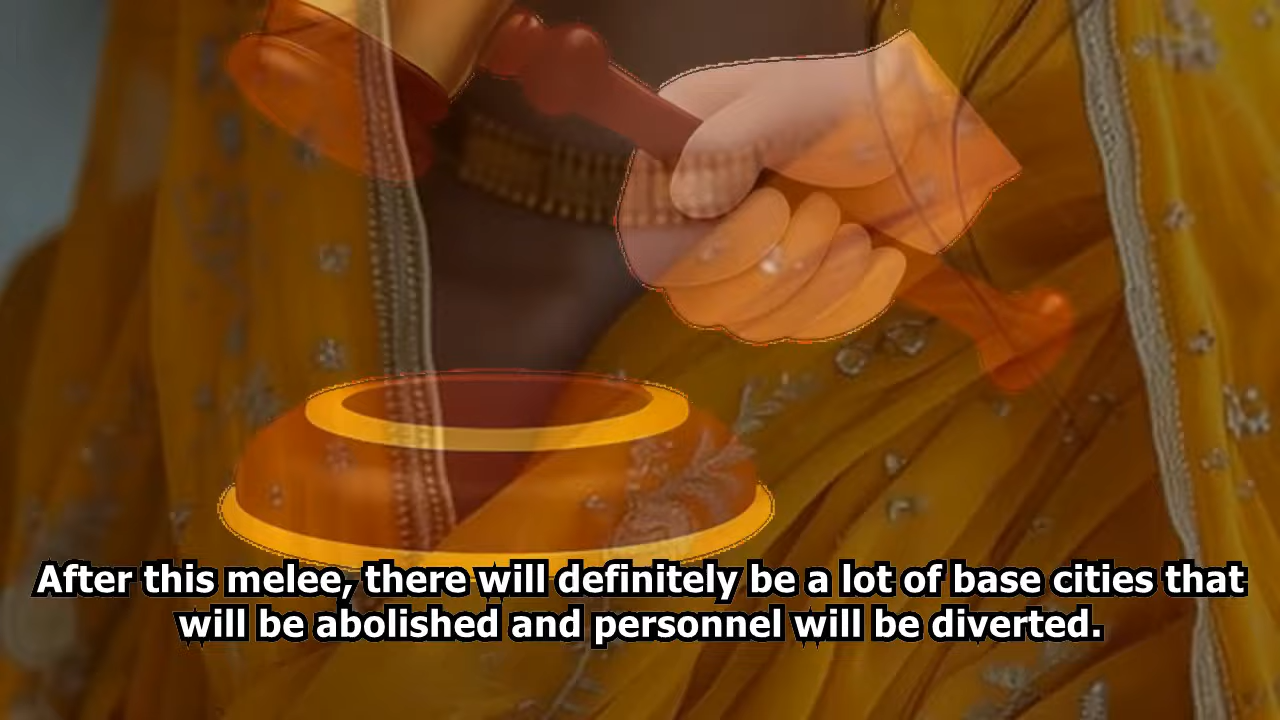 After this melee, there will definitely be a lot of base cities that
will be abolished and personnel will be diverted.